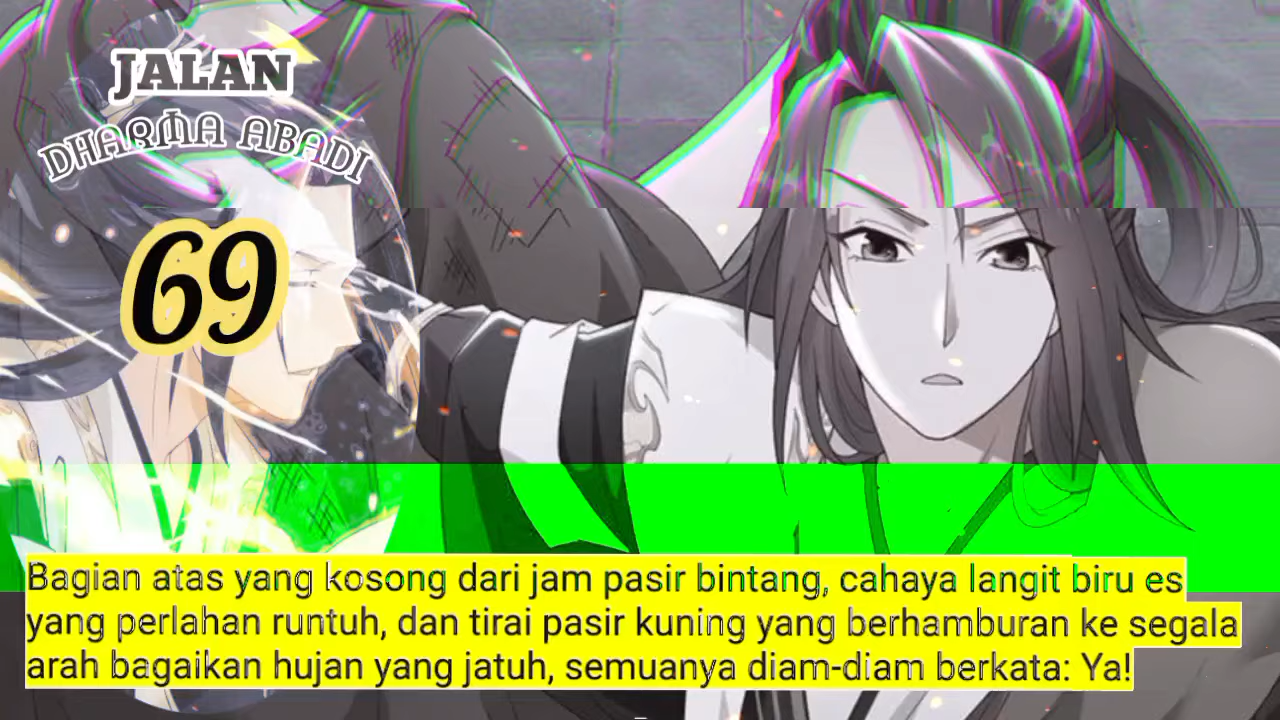 JALAN
DHARMA ABADI
69
Bagian atas yang kosong dari jam pasir bintang, cahaya langit biru es
yang perlahan runtuh, dan tirai pasir kuning yang berhamburan ke segala
arah bagaikan hujan yang jatuh, semuanya diam-diam berkata: Ya!